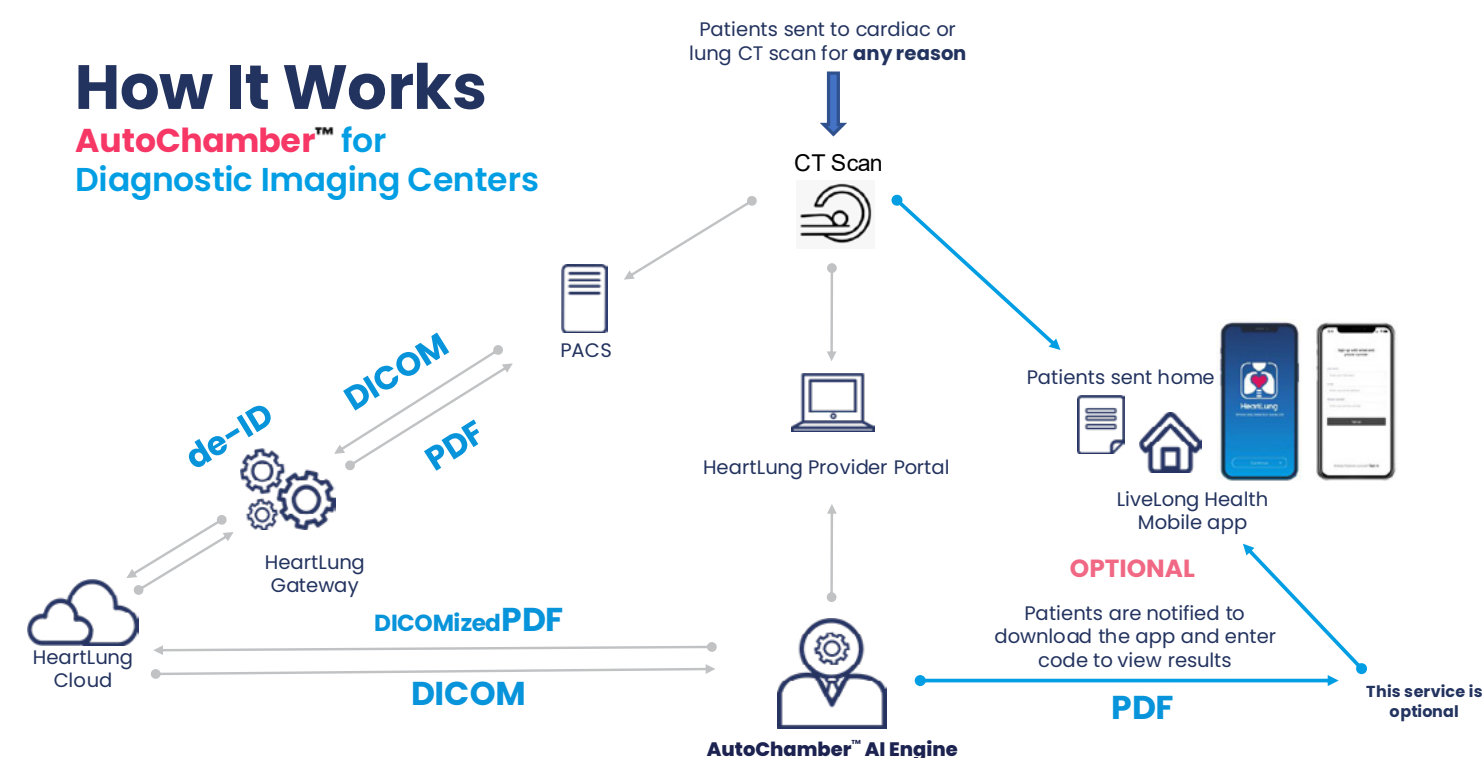 Patients sent to cardiac or
lung CT scan for any reason
How It Works
AutoChamber™ for
Diagnostic Imaging Centers
CT Scan
PACS
DICOM
PDF
de-ID
HeartLung
Gateway
HeartLung
Cloud
DICOMizedPDF
DICOM
HeartLung Provider Portal
AutoChamber™ AI Engine
Patients sent home
HeartLung
LiveLong Health
Mobile app
OPTIONAL
Patients are notified to
download the app and enter
code to view results
PDF
This service is
optional